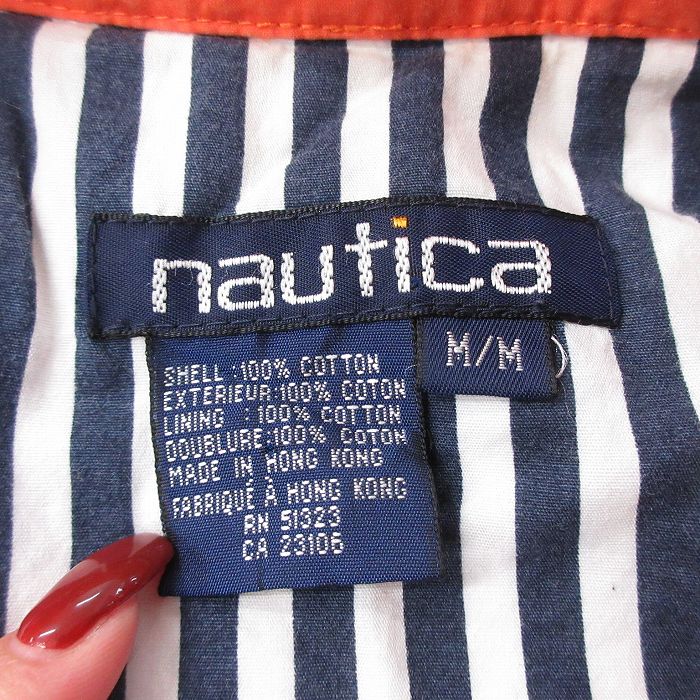 nautica
M/M
SHELL :100% COTTON
EXTÉRIEUR:100% COTON
LINING :100% COTTON
DOUBLURE:100% COTON
MADE IN HONG KONG
FABRIQUÉ À HONG KONG
RN 51323
CA 23106